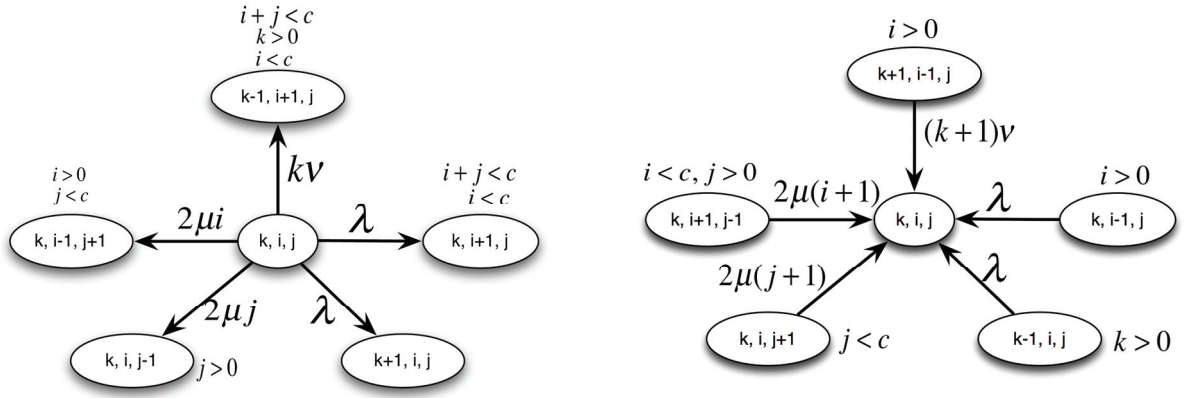 i + j < c
k > 0
i < c
k-1, i+1, j
kν
i > 0
j < c
2μi
λ
i + j < c
i < c
k, i-1, j+1
k, i, j
k, i+1, j
2μj
λ
k, i, j-1
j > 0
k+1, i, j
i > 0
k+1, i-1, j
(k+1)ν
i < c, j > 0
2μ(i+1)
λ
i > 0
k, i+1, j-1
k, i, j
k, i-1, j
2μ(j+1)
λ
k, i, j+1
j < c
k-1, i, j
k > 0